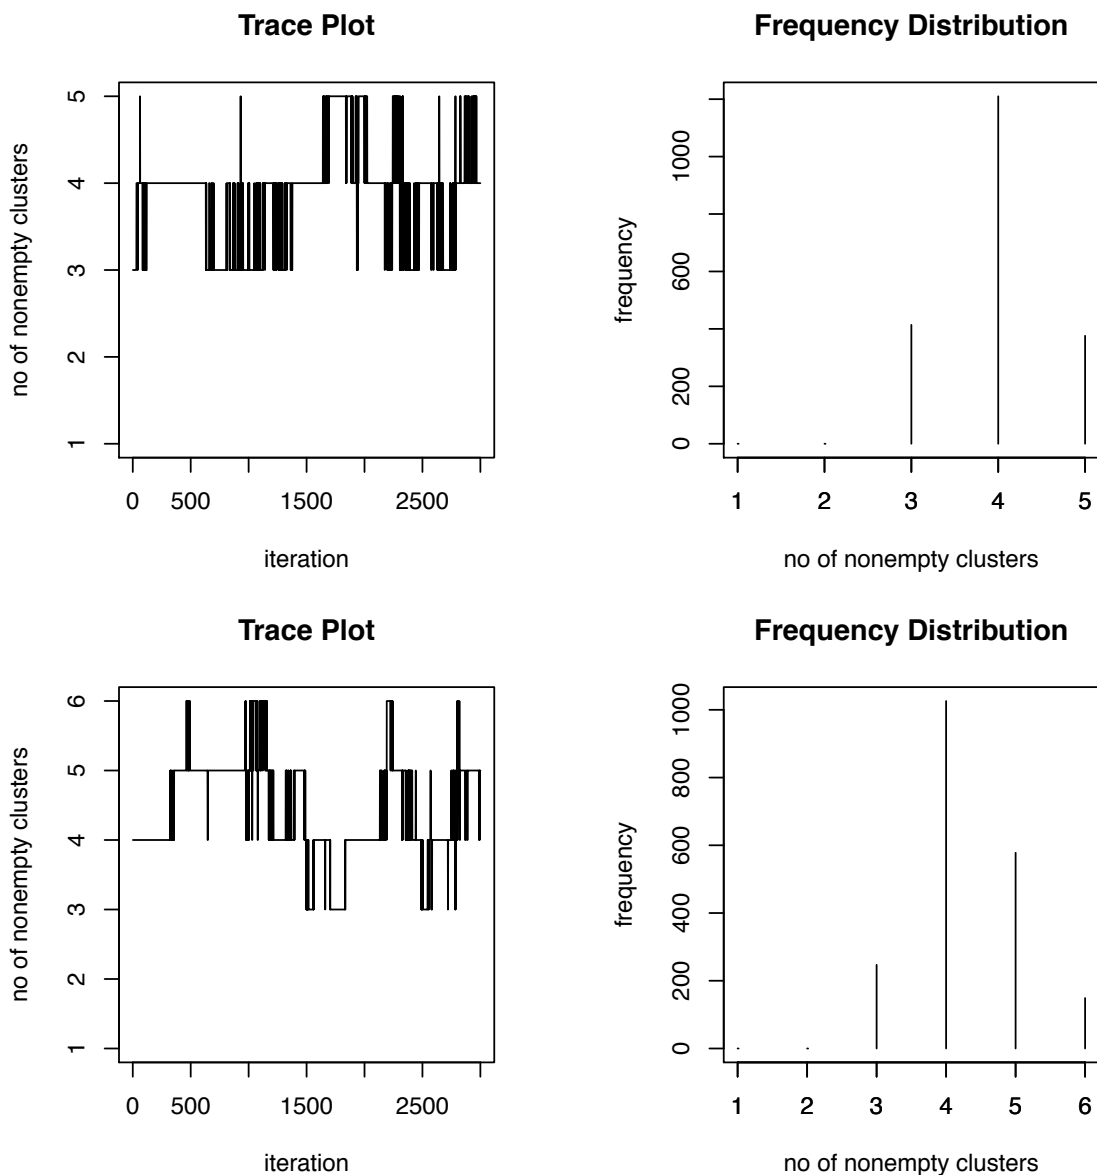 Trace Plot
no of nonempty clusters
5
4
3
2
1
0 500 1500 2500
iteration
Frequency Distribution
frequency
1000
600
200
0
1 2 3 4 5
no of nonempty clusters
Trace Plot
no of nonempty clusters
6
5
4
3
2
1
0 500 1500 2500
iteration
Frequency Distribution
frequency
1000
800
600
400
200
0
1 2 3 4 5 6
no of nonempty clusters